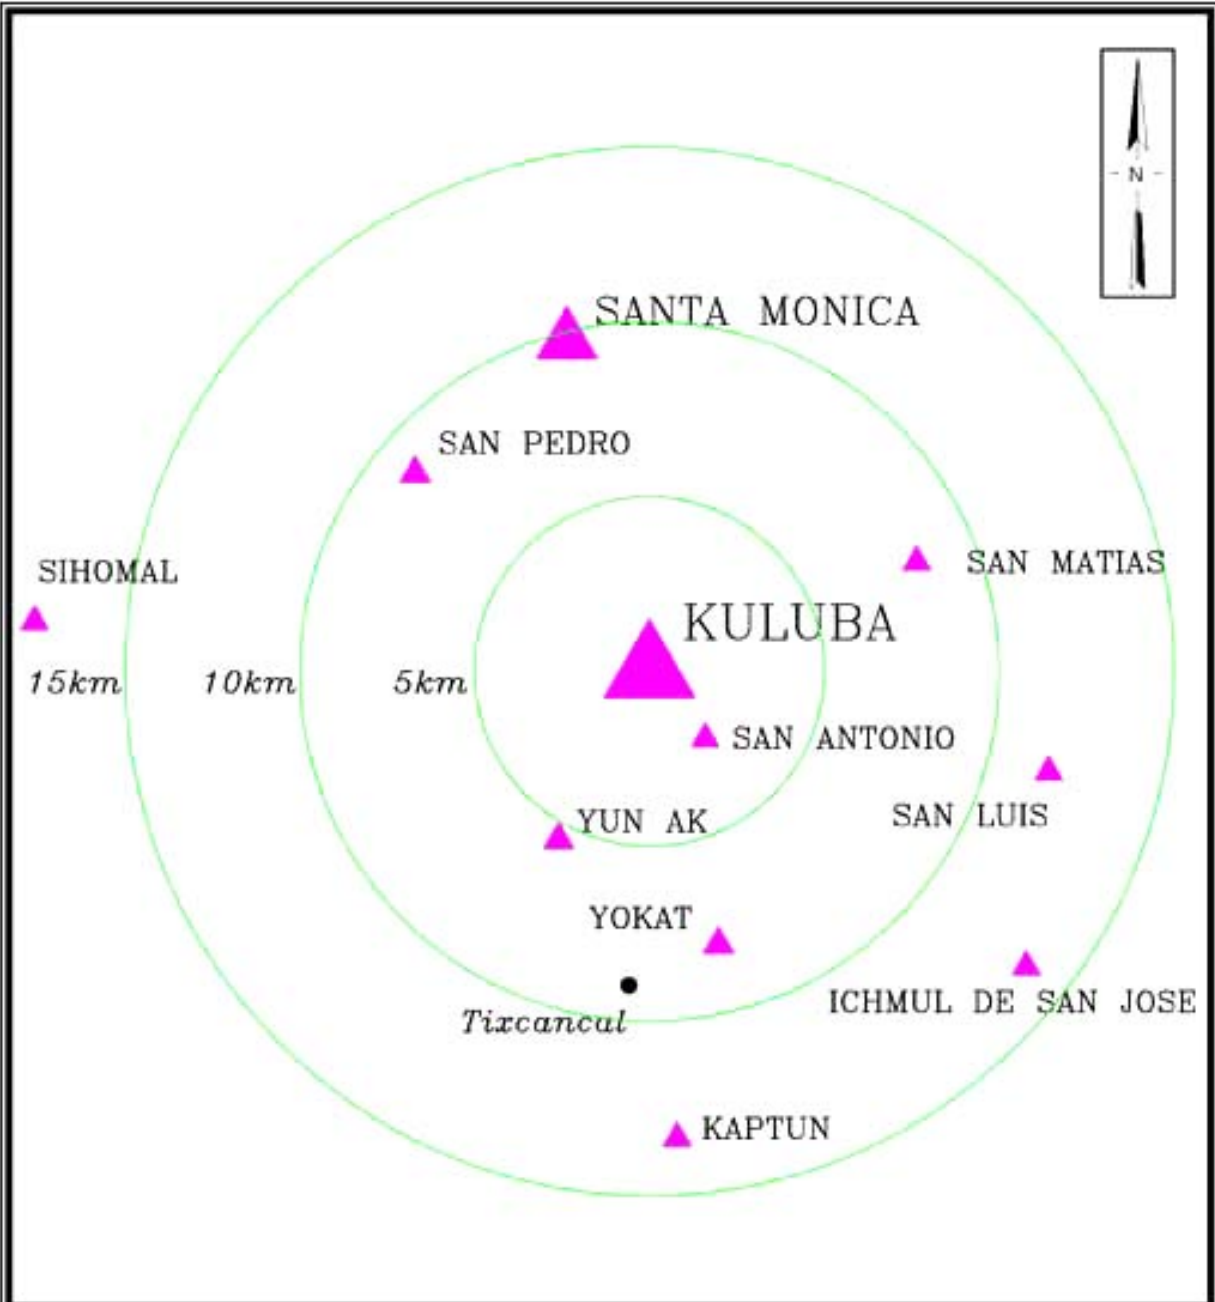 N
SANTA MONICA
SAN PEDRO
SAN MATIAS
SIHOMAL
KULUBA
15km
10km
5km
SAN ANTONIO
SAN LUIS
YUN AK
YOKAT
ICHMUL DE SAN JOSE
Tixcancal
KAPTUN